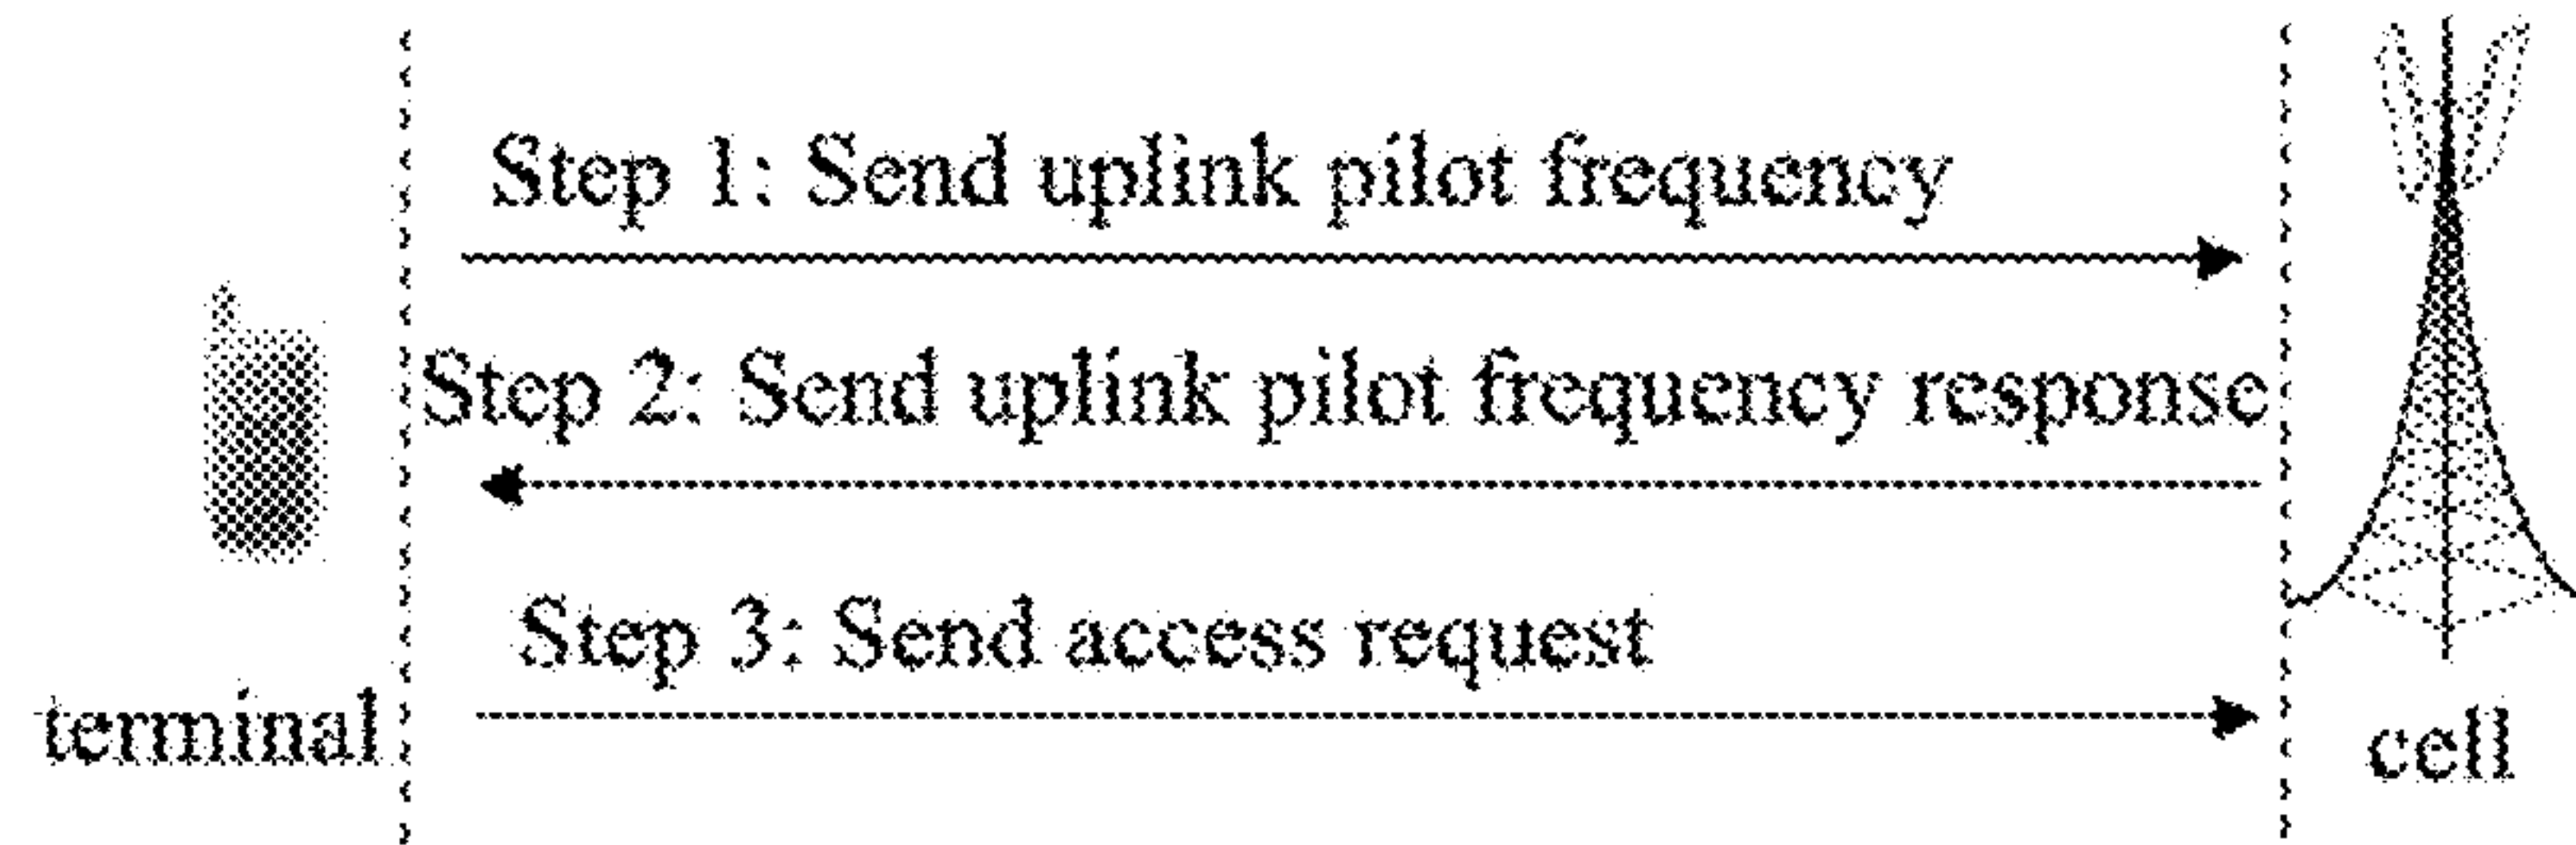 Step 1: Send uplink pilot frequency
Step 2: Send uplink pilot frequency response
Step 3: Send access request
terminal
cell